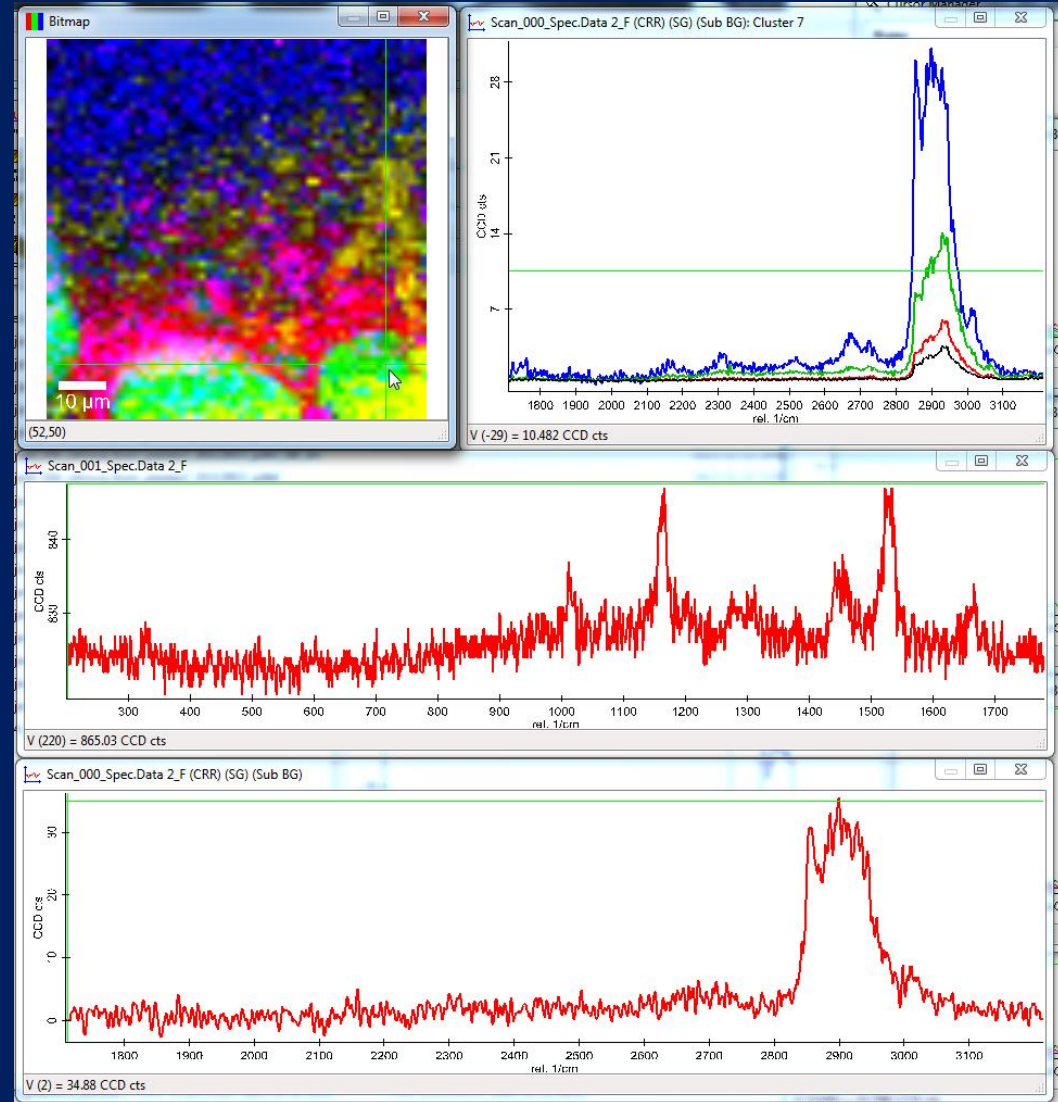 Bitmap
10 µm
(52,50)
Cursor Manager
Scan_000_Spec.Data 2_F (CRR) (SG) (Sub BG): Cluster 7
CCD cts
28
21
14
7
1800 1900 2000 2100 2200 2300 2400 2500 2600 2700 2800 2900 3000 3100
rel. 1/cm
V (-29) = 10.482 CCD cts
Scan_001_Spec.Data 2_F
CCD cts
840
830
300 400 500 600 700 800 900 1000 1100 1200 1300 1400 1500 1600 1700
rel. 1/cm
V (220) = 865.03 CCD cts
Scan_000_Spec.Data 2_F (CRR) (SG) (Sub BG)
CCD cts
30
20
10
0
1800 1900 2000 2100 2200 2300 2400 2500 2600 2700 2800 2900 3000 3100
rel. 1/cm
V (2) = 34.88 CCD cts